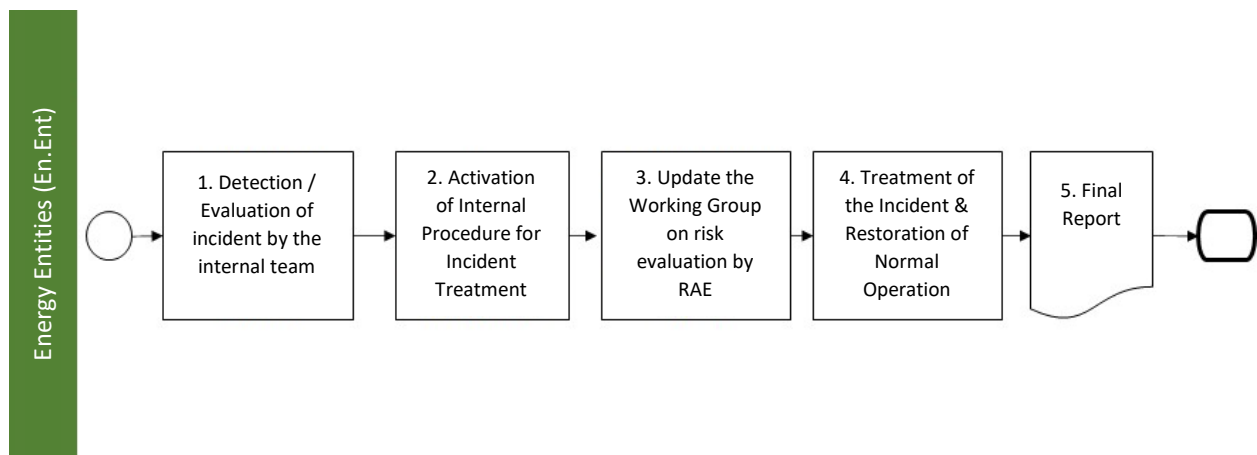 Energy Entities (En.Ent)
1. Detection /
Evaluation of
incident by the
internal team
2. Activation
of Internal
Procedure for
Incident
Treatment
3. Update the
Working Group
on risk
evaluation by
RAE
4. Treatment of
the Incident &
Restoration of
Normal
Operation
5. Final
Report